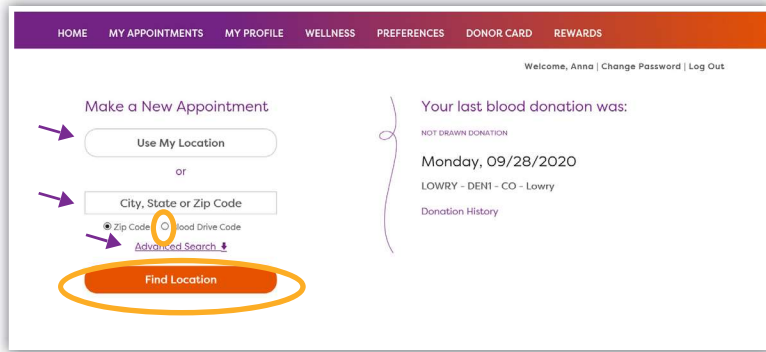 HOME MY APPOINTMENTS MY PROFILE WELLNESS PREFERENCES DONOR CARD REWARDS
Welcome, Anna | Change Password | Log Out
Make a New Appointment
Use My Location
or
City, State or Zip Code
Zip Code Blood Drive Code
Advanced Search
Find Location
Your last blood donation was:
NOT DRAWN DONATION
Monday, 09/28/2020
LOWRY - DEN1 - CO - Lowry
Donation History